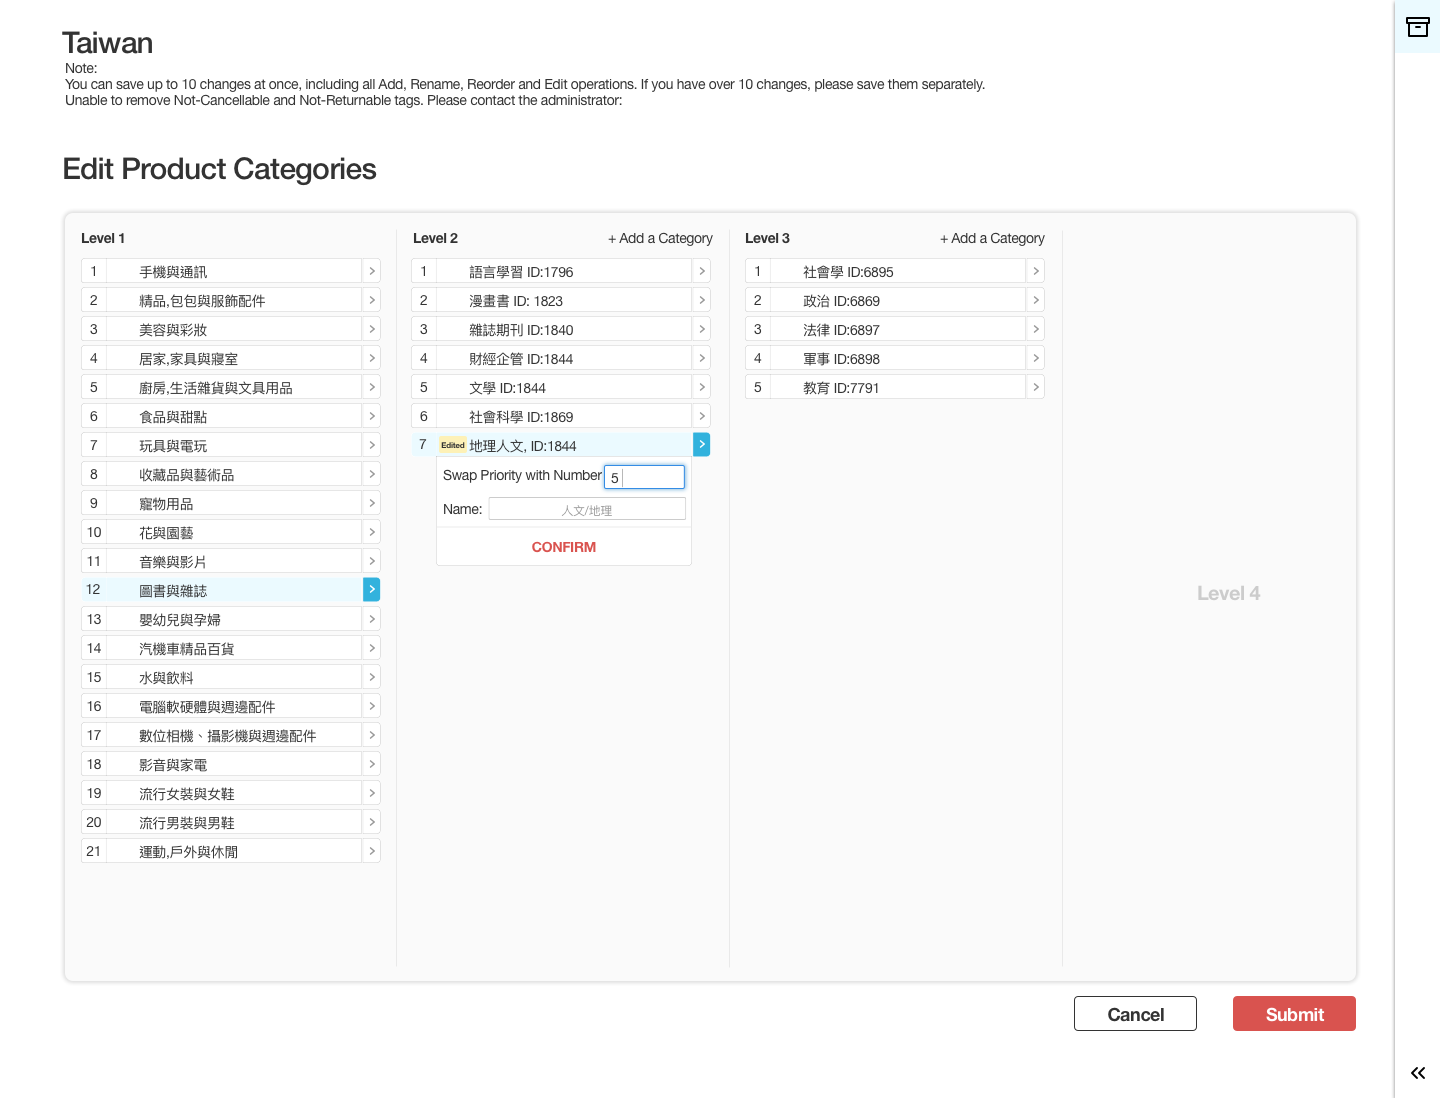 Taiwan
Note:
You can save up to 10 changes at once, including all Add, Rename, Reorder and Edit operations. If you have over 10 changes, please save them separately.
Unable to remove Not-Cancellable and Not-Returnable tags. Please contact the administrator:
Edit Product Categories
Level 1
1 手機與通訊
2 精品,包包與服飾配件
3 美容與彩妝
4 居家,家具與寢室
5 廚房,生活雜貨與文具用品
6 食品與甜點
7 玩具與電玩
8 收藏品與藝術品
9 寵物用品
10 花與園藝
11 音樂與影片
12 圖書與雜誌
13 嬰幼兒與孕婦
14 汽機車精品百貨
15 水與飲料
16 電腦軟硬體與週邊配件
17 數位相機、攝影機與週邊配件
18 影音與家電
19 流行女裝與女鞋
20 流行男裝與男鞋
21 運動,戶外與休閒
Level 2 + Add a Category
1 語言學習 ID:1796
2 漫畫書 ID: 1823
3 雜誌期刊 ID:1840
4 財經企管 ID:1844
5 文學 ID:1844
6 社會科學 ID:1869
7 Edited 地理人文, ID:1844
Swap Priority with Number 5
Name: 人文/地理
CONFIRM
Level 3 + Add a Category
1 社會學 ID:6895
2 政治 ID:6869
3 法律 ID:6897
4 軍事 ID:6898
5 教育 ID:7791
Level 4
Cancel
Submit